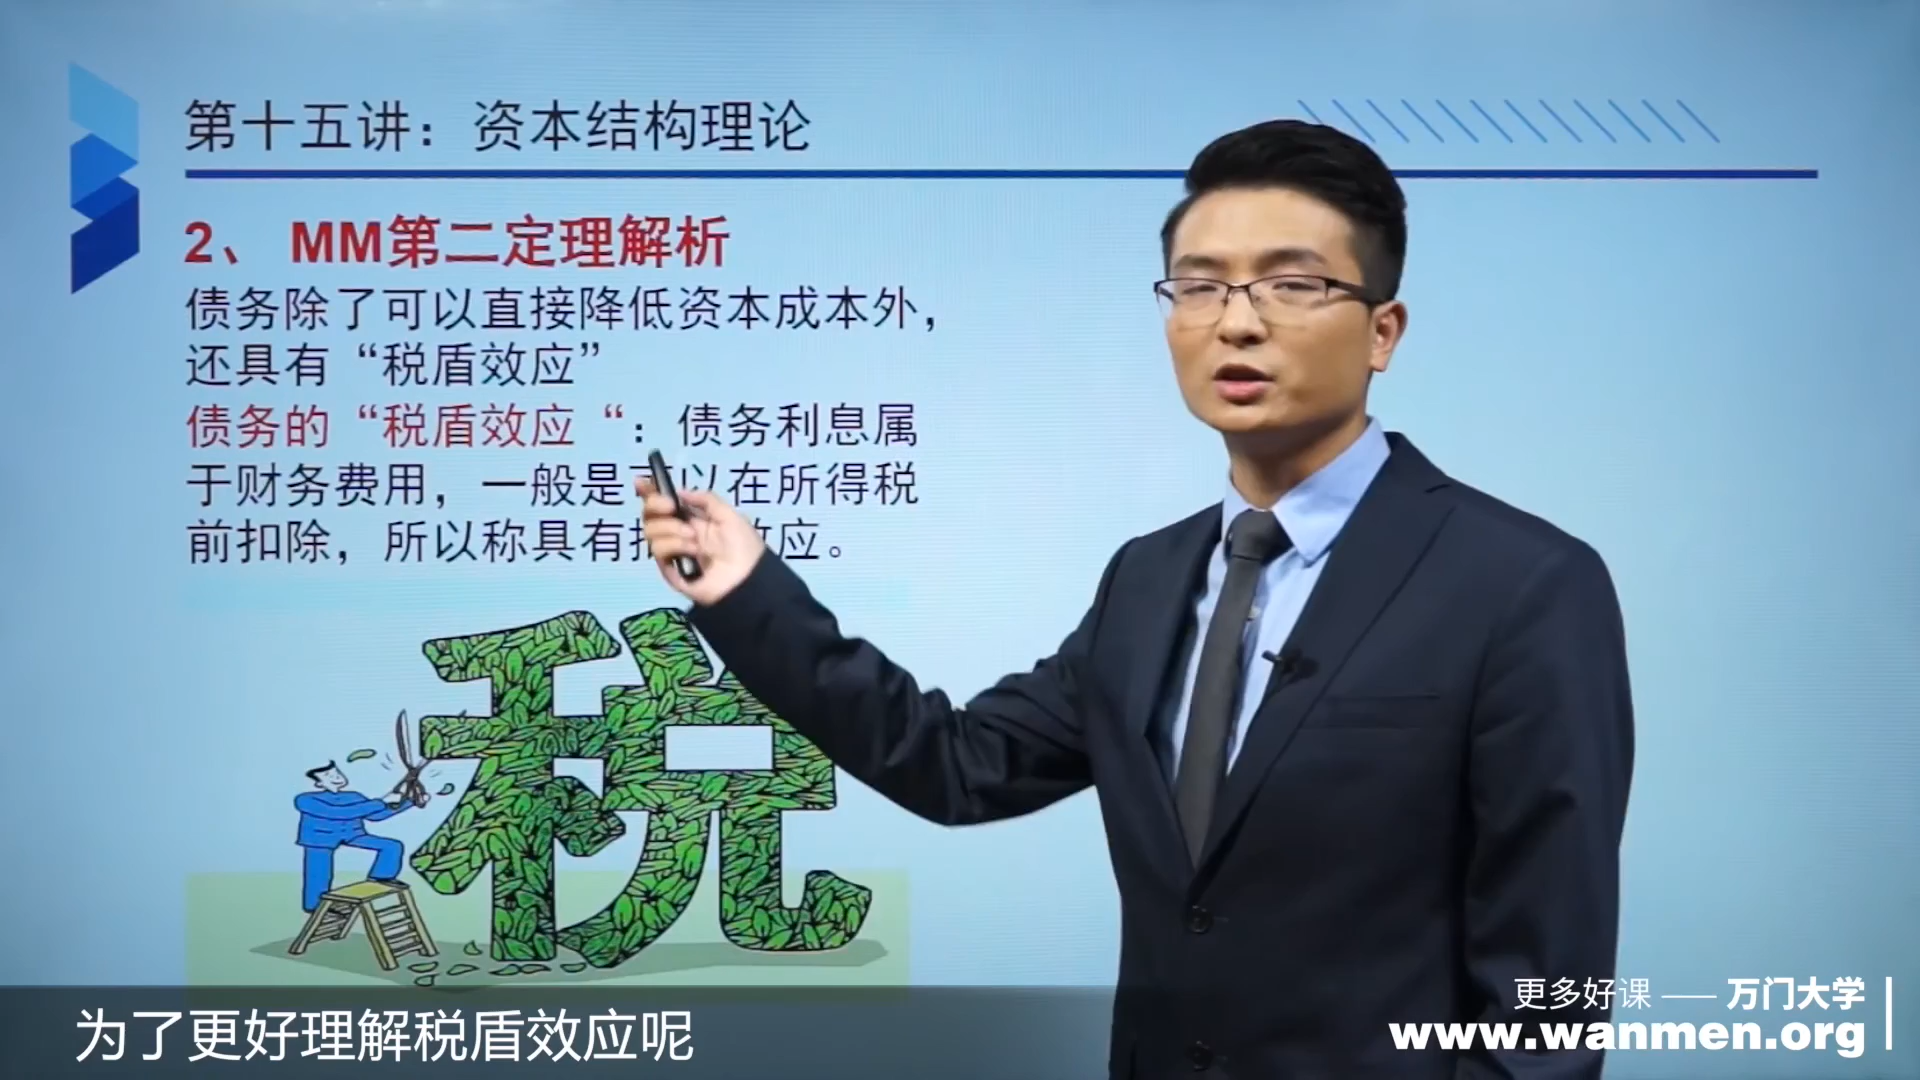 第十五讲：资本结构理论
2、 MM第二定理解析
债务除了可以直接降低资本成本外，
还具有“税盾效应”
债务的“税盾效应“：债务利息属
于财务费用，一般是可以在所得税
前扣除，所以称具有 效应。
税
为了更好理解税盾效应呢
更多好课 —— 万门大学
www.wanmen.org